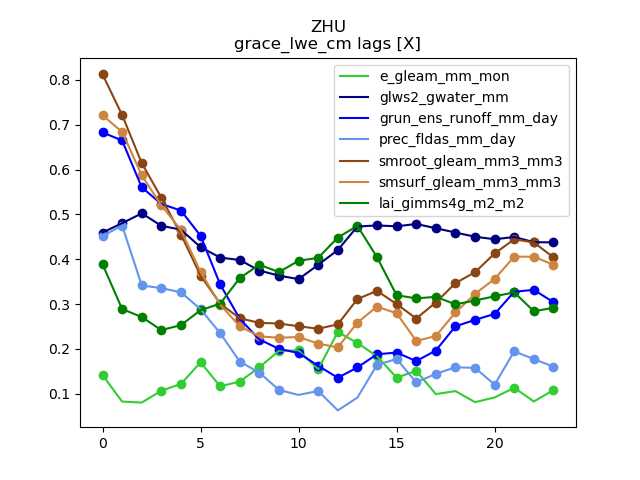 ZHU
grace_lwe_cm lags [X]
e_gleam_mm_mon
glws2_gwater_mm
grun_ens_runoff_mm_day
prec_fldas_mm_day
smroot_gleam_mm3_mm3
smsurf_gleam_mm3_mm3
lai_gimms4g_m2_m2
0.8
0.7
0.6
0.5
0.4
0.3
0.2
0.1
0
5
10
15
20